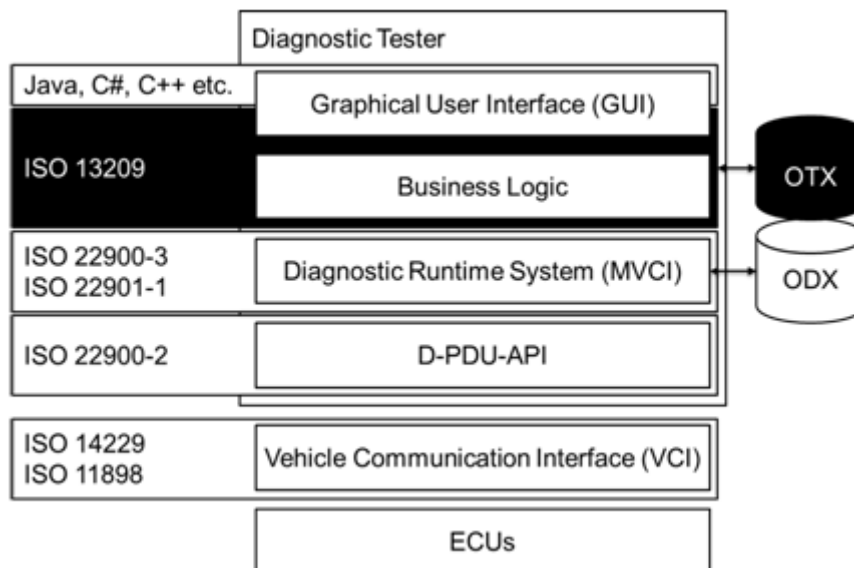 Diagnostic Tester
Java, C#, C++ etc.
Graphical User Interface (GUI)
ISO 13209
Business Logic
OTX
ISO 22900-3
ISO 22901-1
Diagnostic Runtime System (MVCI)
ODX
ISO 22900-2
D-PDU-API
ISO 14229
ISO 11898
Vehicle Communication Interface (VCI)
ECUs